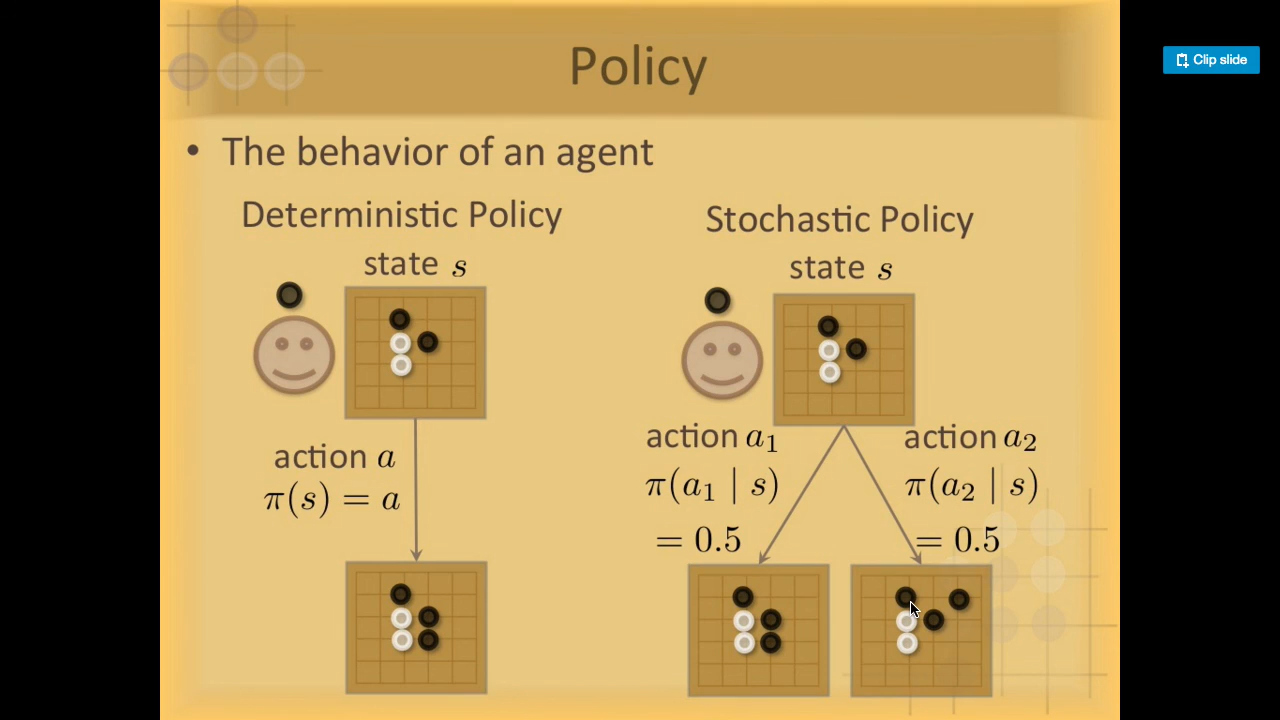 Policy
Clip slide
• The behavior of an agent
Deterministic Policy
state s
action a
π(s) = a
Stochastic Policy
state s
action a₁
π(a₁ | s)
= 0.5
action a₂
π(a₂ | s)
= 0.5